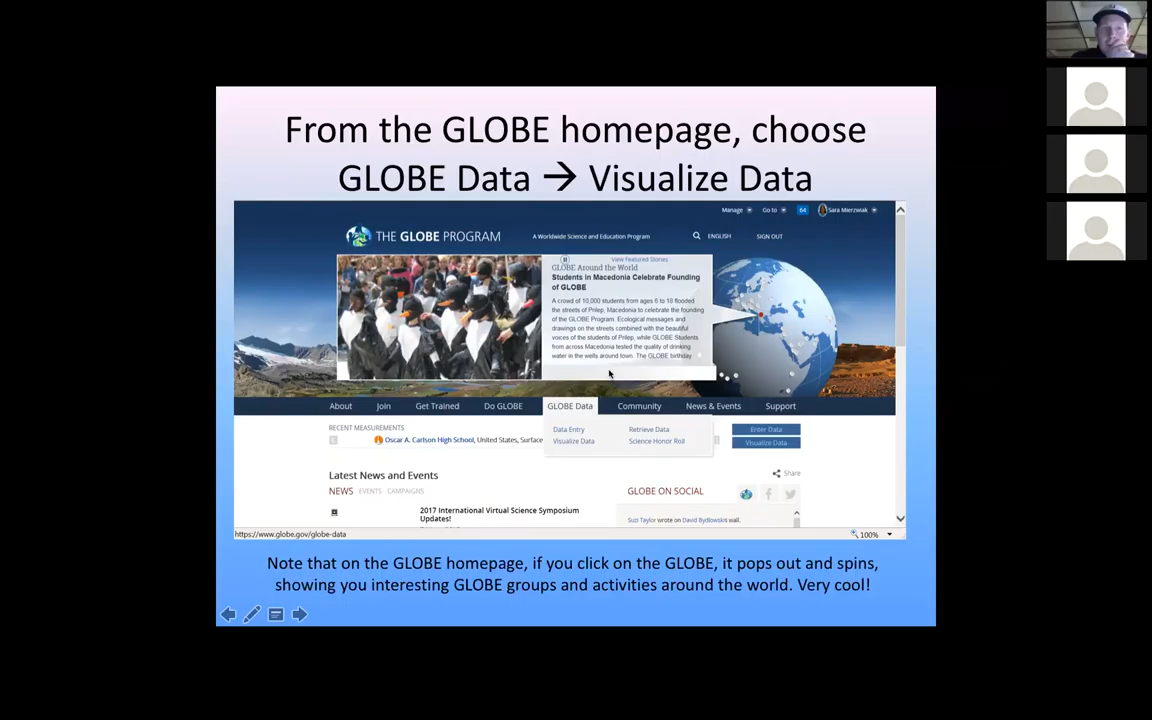 From the GLOBE homepage, choose
GLOBE Data → Visualize Data
Manage
Go to
64
Sara Mierzwiak
THE GLOBE PROGRAM
A Worldwide Science and Education Program
ENGLISH
SIGN OUT
View Featured Stories
GLOBE Around the World
Students in Macedonia Celebrate Founding
of GLOBE
A crowd of 10,000 students from ages 6 to 18 flooded
the streets of Prilep, Macedonia to celebrate the founding
of the GLOBE Program. Ecological messages and
drawings on the streets combined with the beautiful
voices of the students of Prilep, while GLOBE Students
from across Macedonia tested the quality of drinking
water in the wells around town. The GLOBE birthday
About
Join
Get Trained
Do GLOBE
GLOBE Data
Community
News & Events
Support
Data Entry
Retrieve Data
Visualize Data
Science Honor Roll
RECENT MEASUREMENTS
Oscar A. Carlson High School, United States, Surface
Enter Data
Visualize Data
Latest News and Events
Share
NEWS
EVENTS
CAMPAIGNS
GLOBE ON SOCIAL
2017 International Virtual Science Symposium
Updates!
Suzi Taylor wrote on David Bydlowskis wall.
https://www.globe.gov/globe-data
100%
Note that on the GLOBE homepage, if you click on the GLOBE, it pops out and spins,
showing you interesting GLOBE groups and activities around the world. Very cool!